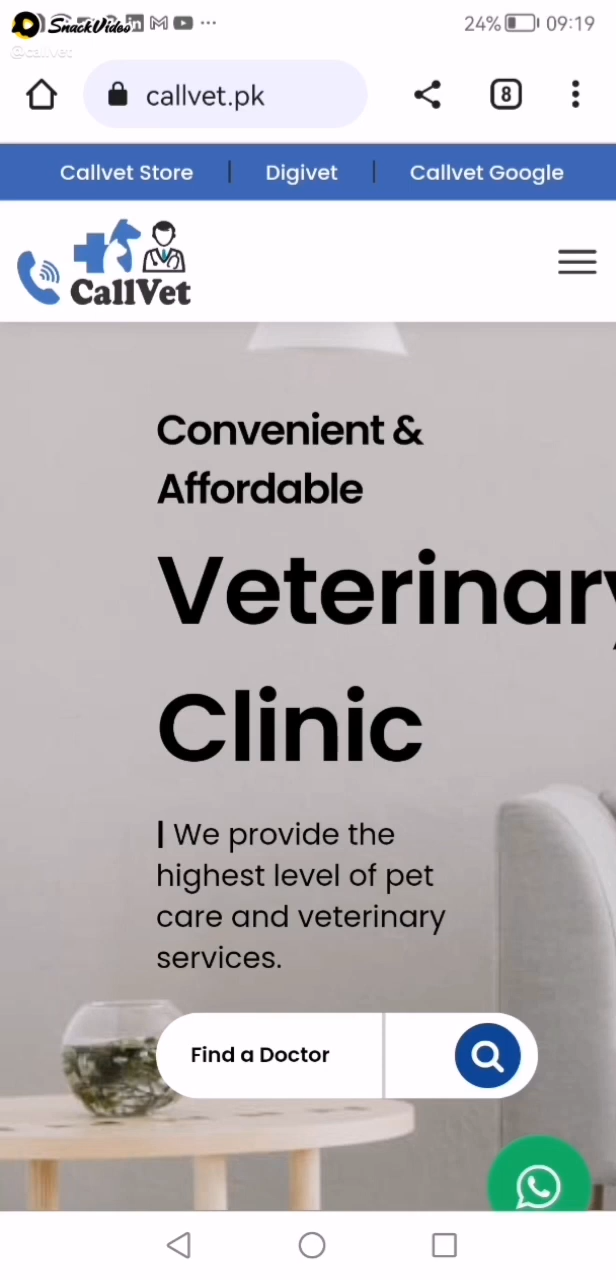 SnackVideo
24% 09:19
@callvet
callvet.pk
8
Callvet Store | Digivet | Callvet Google
CallVet
Convenient &
Affordable
Veterinary
Clinic
| We provide the
highest level of pet
care and veterinary
services.
Find a Doctor